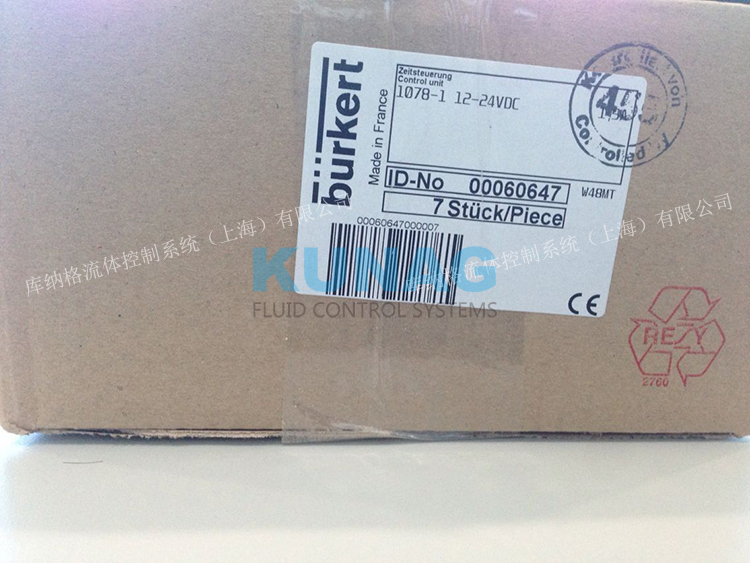 bürkert
Made in France
Zeitsteuerung
Control unit
1078-1 12-24VDC
ID-No 00060647
W48MT
7 Stück/Piece
00060647000007
CE
von
RESY
2760
库纳格流体控制系统（上海）有限公司
库纳格流体控制系统（上海）有限公司
KUNAG
FLUID CONTROL SYSTEMS